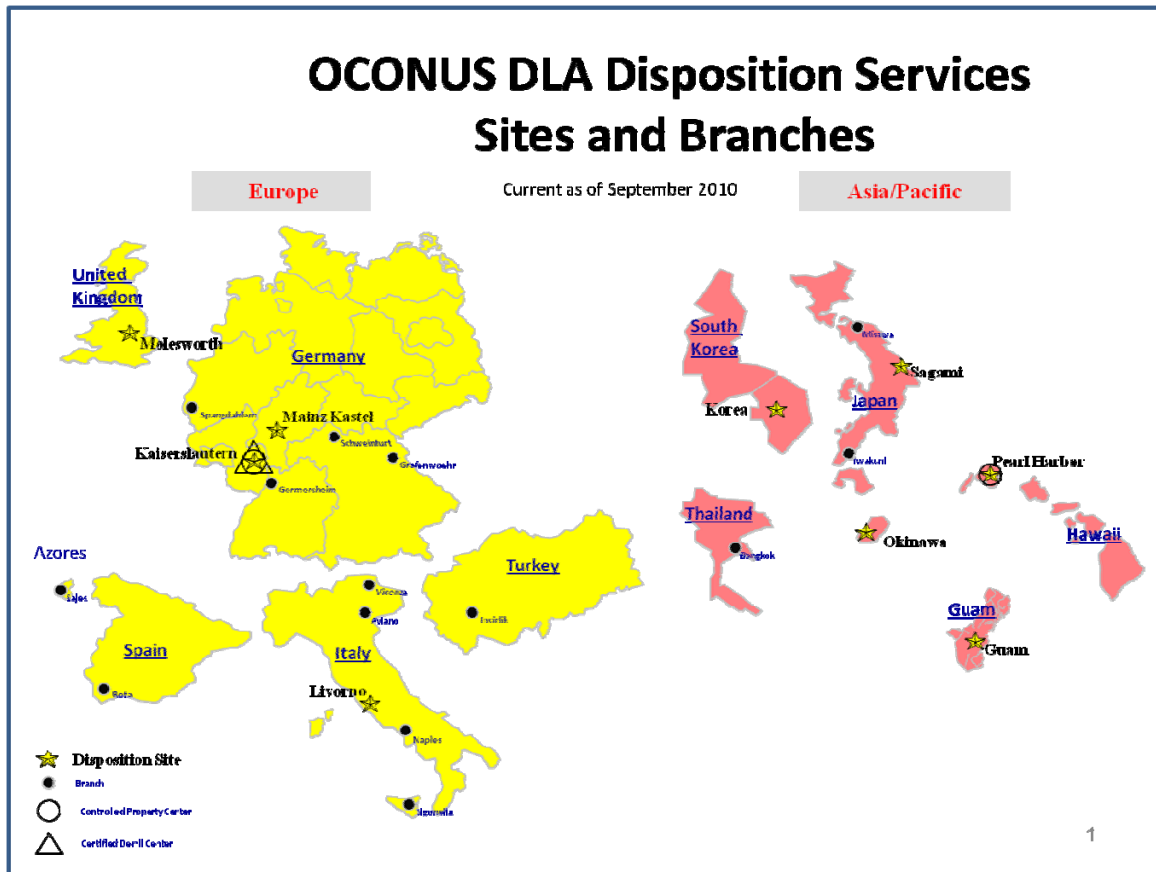 OCONUS DLA Disposition Services
Sites and Branches
Current as of September 2010
Europe
Asia/Pacific
United
Kingdom
Molesworth
Germany
Spangdahlem
Mainz Kastel
Schweinfurt
Kaiserslautern
Grafenwoehr
Germersheim
Azores
Lajes
Spain
Rota
Vicenza
Aviano
Italy
Livorno
Naples
Sigonella
Turkey
Incirlik
South
Korea
Korea
Misawa
Sagami
Japan
Iwakuni
Pearl Harbor
Thailand
Bangkok
Okinawa
Hawaii
Guam
Guam
Disposition Site
Branch
Controlled Property Center
Certified Demil Center
1